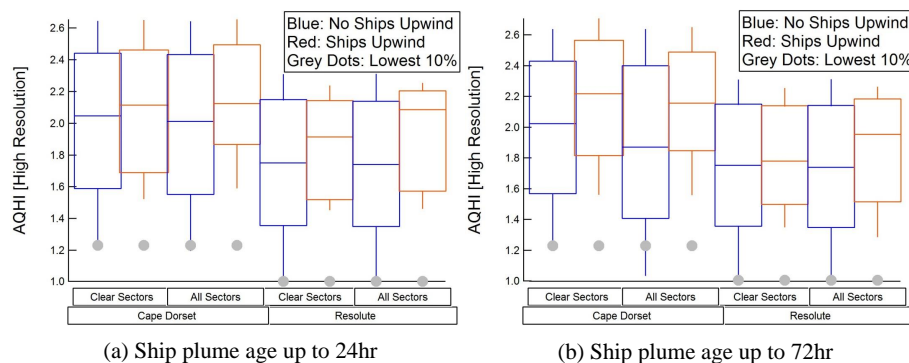 Blue: No Ships Upwind
Red: Ships Upwind
Grey Dots: Lowest 10%
AQHI [High Resolution]
2.6
2.4
2.2
2.0
1.8
1.6
1.4
1.2
1.0
Clear Sectors All Sectors Clear Sectors All Sectors
Cape Dorset Resolute
(a) Ship plume age up to 24hr
Blue: No Ships Upwind
Red: Ships Upwind
Grey Dots: Lowest 10%
AQHI [High Resolution]
2.6
2.4
2.2
2.0
1.8
1.6
1.4
1.2
1.0
Clear Sectors All Sectors Clear Sectors All Sectors
Cape Dorset Resolute
(b) Ship plume age up to 72hr